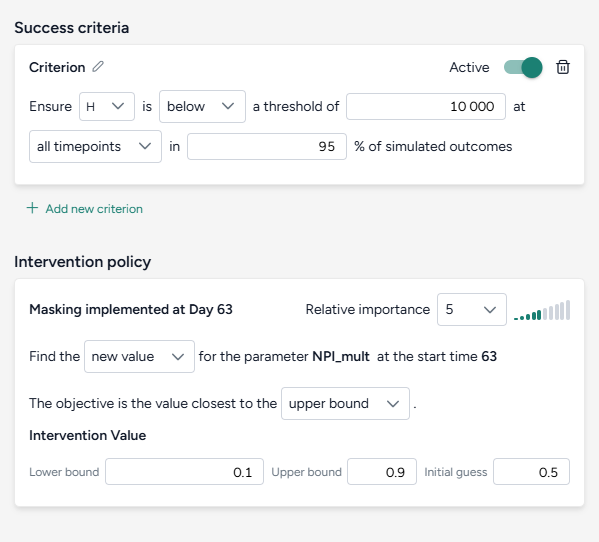 Success criteria
Criterion Active
Ensure H is below a threshold of 10 000 at
all timepoints in 95 % of simulated outcomes
+ Add new criterion
Intervention policy
Masking implemented at Day 63 Relative importance 5
Find the new value for the parameter NPI_mult at the start time 63
The objective is the value closest to the upper bound .
Intervention Value
Lower bound 0.1 Upper bound 0.9 Initial guess 0.5